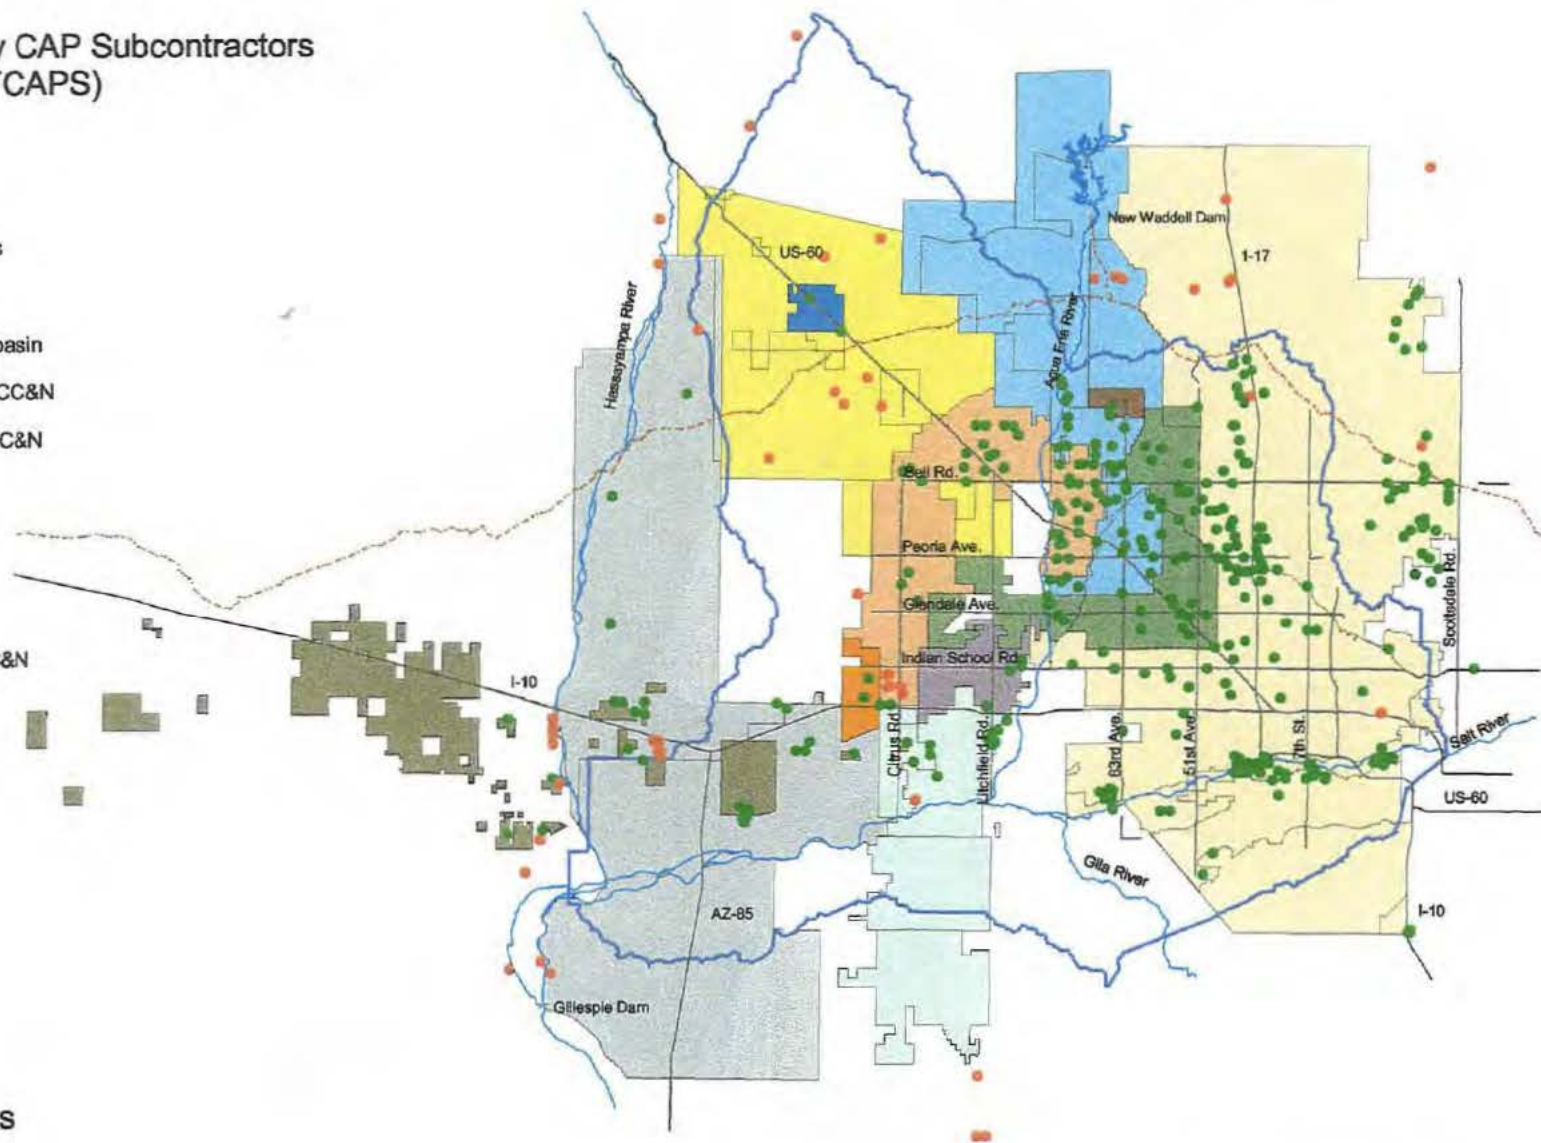 CAP Subcontractors
CAPS)
s
basin
CC&N
C&N
&N
S
US-60
New Waddell Dam
1-17
Hassayampa River
Agua Fria River
Bell Rd.
Peoria Ave.
Glendale Ave.
Indian School Rd.
Scottsdale Rd.
I-10
Citrus Rd.
Litchfield Rd.
63rd Ave.
51st Ave.
7th St.
Salt River
US-60
Gila River
AZ-85
I-10
Gillespie Dam